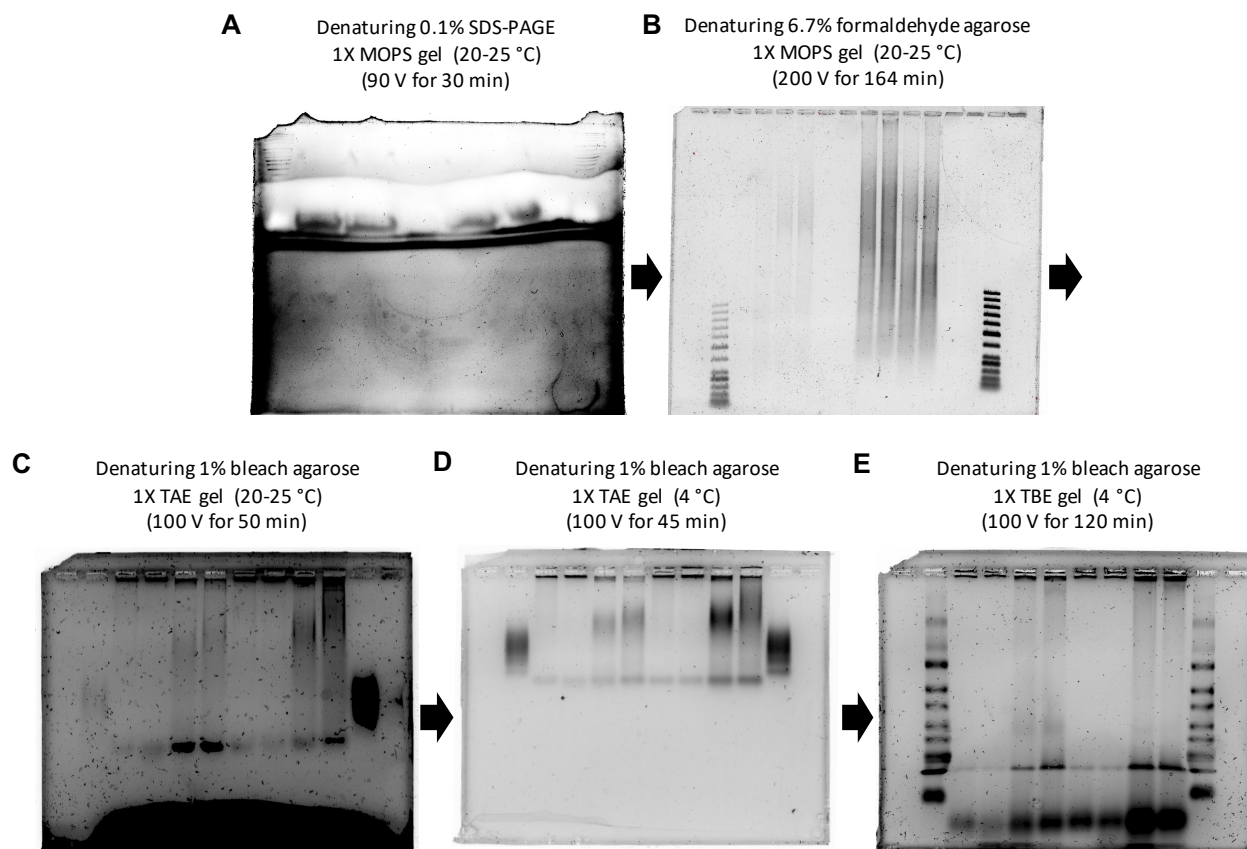 A
Denaturing 0.1% SDS-PAGE
1X MOPS gel (20-25 °C)
(90 V for 30 min)
B
Denaturing 6.7% formaldehyde agarose
1X MOPS gel (20-25 °C)
(200 V for 164 min)
C
Denaturing 1% bleach agarose
1X TAE gel (20-25 °C)
(100 V for 50 min)
D
Denaturing 1% bleach agarose
1X TAE gel (4 °C)
(100 V for 45 min)
E
Denaturing 1% bleach agarose
1X TBE gel (4 °C)
(100 V for 120 min)